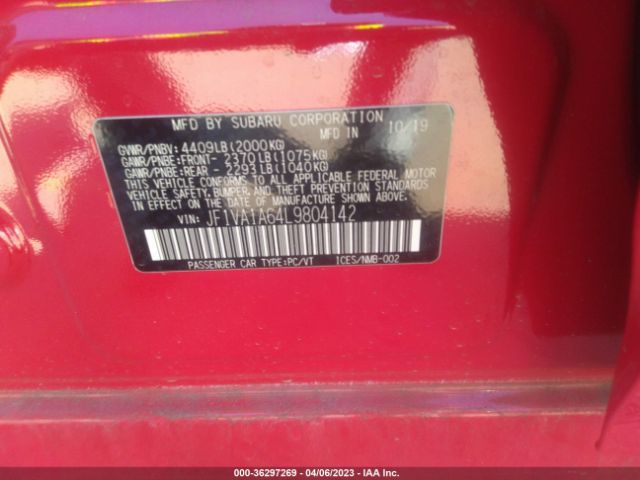 MFD BY SUBARU CORPORATION
MFD IN 10/19
GVWR/PNBV: 4409LB(2000KG)
GAWR/PNBE:FRONT- 2370LB(1075KG)
GAWR/PNBE:REAR - 2293LB(1040KG)
THIS VEHICLE CONFORMS TO ALL APPLICABLE FEDERAL MOTOR
VEHICLE SAFETY, BUMPER, AND THEFT PREVENTION STANDARDS
IN EFFECT ON THE DATE OF MANUFACTURE SHOWN ABOVE.
VIN: JF1VA1A64L9804142
PASSENGER CAR TYPE:PC/VT ICES/NMB-002
000-36297269 - 04/06/2023 - IAA Inc.